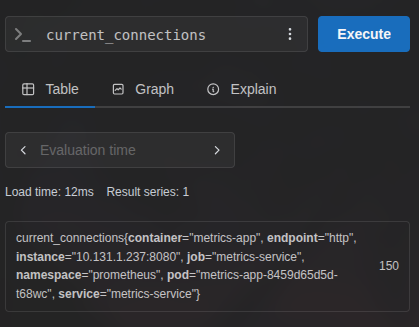 >_ current_connections
Execute
Table Graph Explain
Evaluation time
Load time: 12ms Result series: 1
current_connections{container="metrics-app", endpoint="http",
instance="10.131.1.237:8080", job="metrics-service",
namespace="prometheus", pod="metrics-app-8459d65d5d-
t68wc", service="metrics-service"}
150